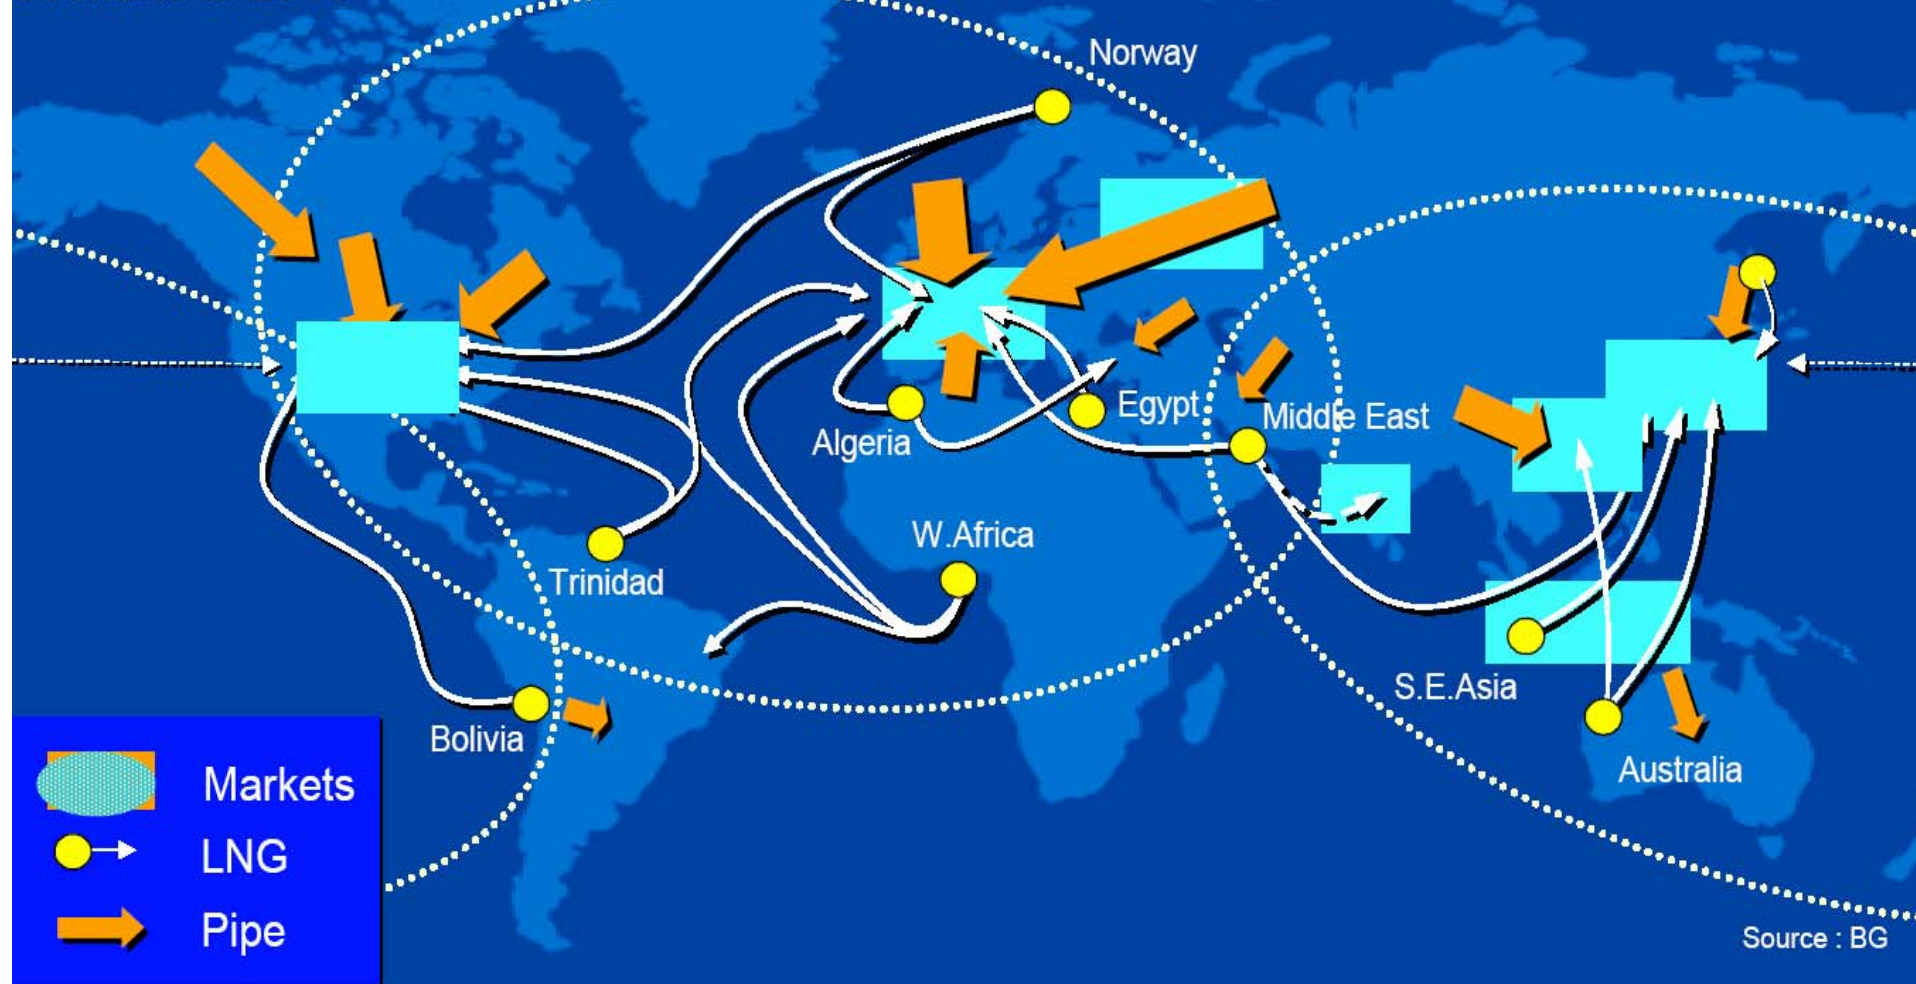 Norway
Egypt
Middle East
Algeria
W.Africa
Trinidad
S.E.Asia
Bolivia
Australia
Markets
LNG
Pipe
Source : BG